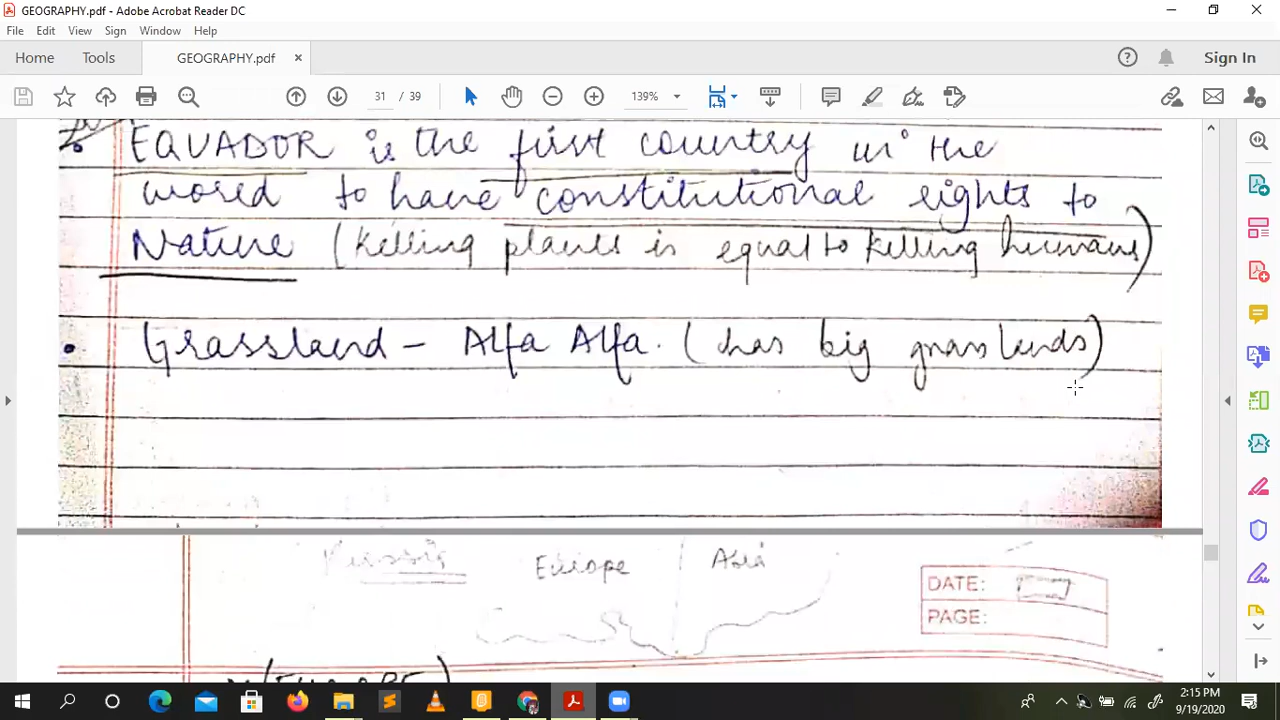 GEOGRAPHY.pdf - Adobe Acrobat Reader DC
File Edit View Sign Window Help
Home Tools GEOGRAPHY.pdf × Sign In
31 / 39 139%
EQUADOR is the first country in the
world to have constitutional rights to
Nature (killing plants is equal to killing humans)
• Grassland - Alfa Alfa. (has big grasslands)
Russia Europe Asia
DATE:
PAGE:
2:15 PM
9/19/2020